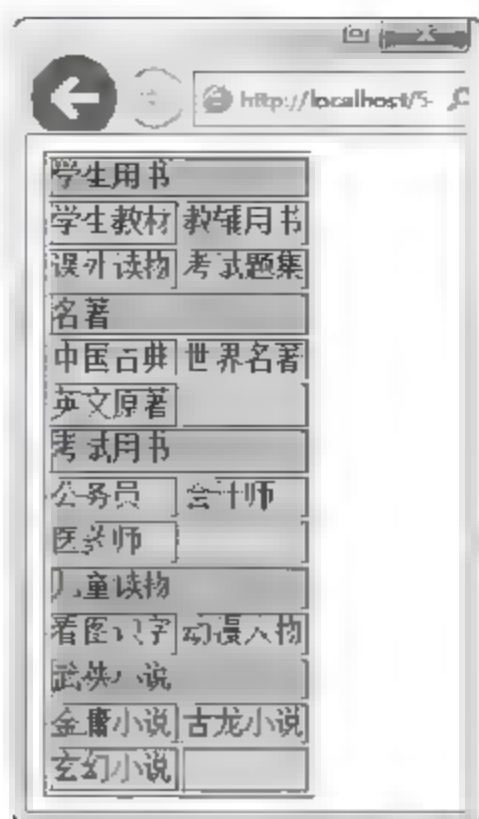 http://localhost/5-
学生用书
学生教材 教辅用书
课外读物 考试题集
名著
中国古典 世界名著
英文原著
考试用书
公务员 会计师
医药师
儿童读物
看图识字 动漫人物
武侠小说
金庸小说 古龙小说
玄幻小说